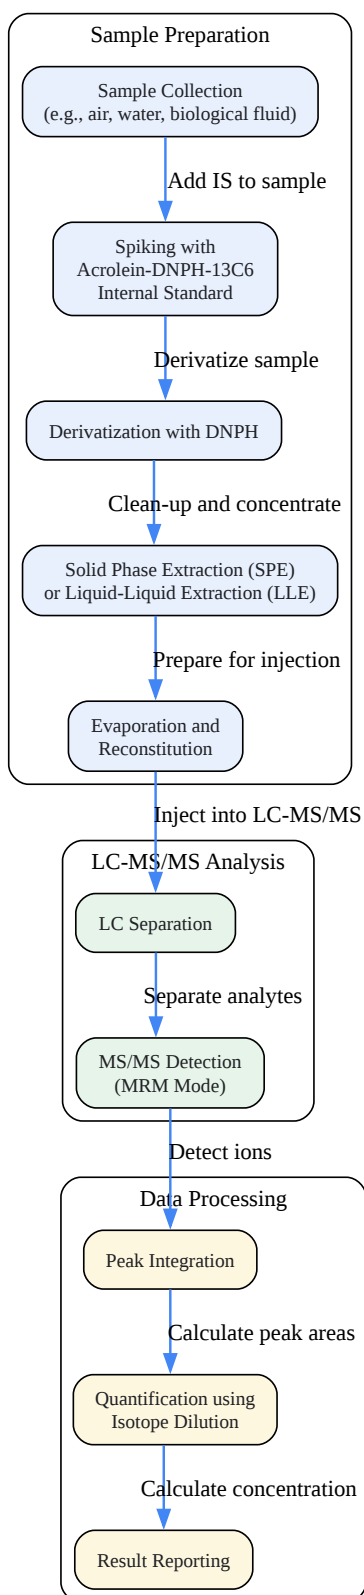 Sample Preparation
Sample Collection
(e.g., air, water, biological fluid)
Add IS to sample
Spiking with
Acrolein-DNPH-13C6
Internal Standard
Derivatize sample
Derivatization with DNPH
Clean-up and concentrate
Solid Phase Extraction (SPE)
or Liquid-Liquid Extraction (LLE)
Prepare for injection
Evaporation and
Reconstitution
Inject into LC-MS/MS
LC-MS/MS Analysis
LC Separation
Separate analytes
MS/MS Detection
(MRM Mode)
Detect ions
Data Processing
Peak Integration
Calculate peak areas
Quantification using
Isotope Dilution
Calculate concentration
Result Reporting